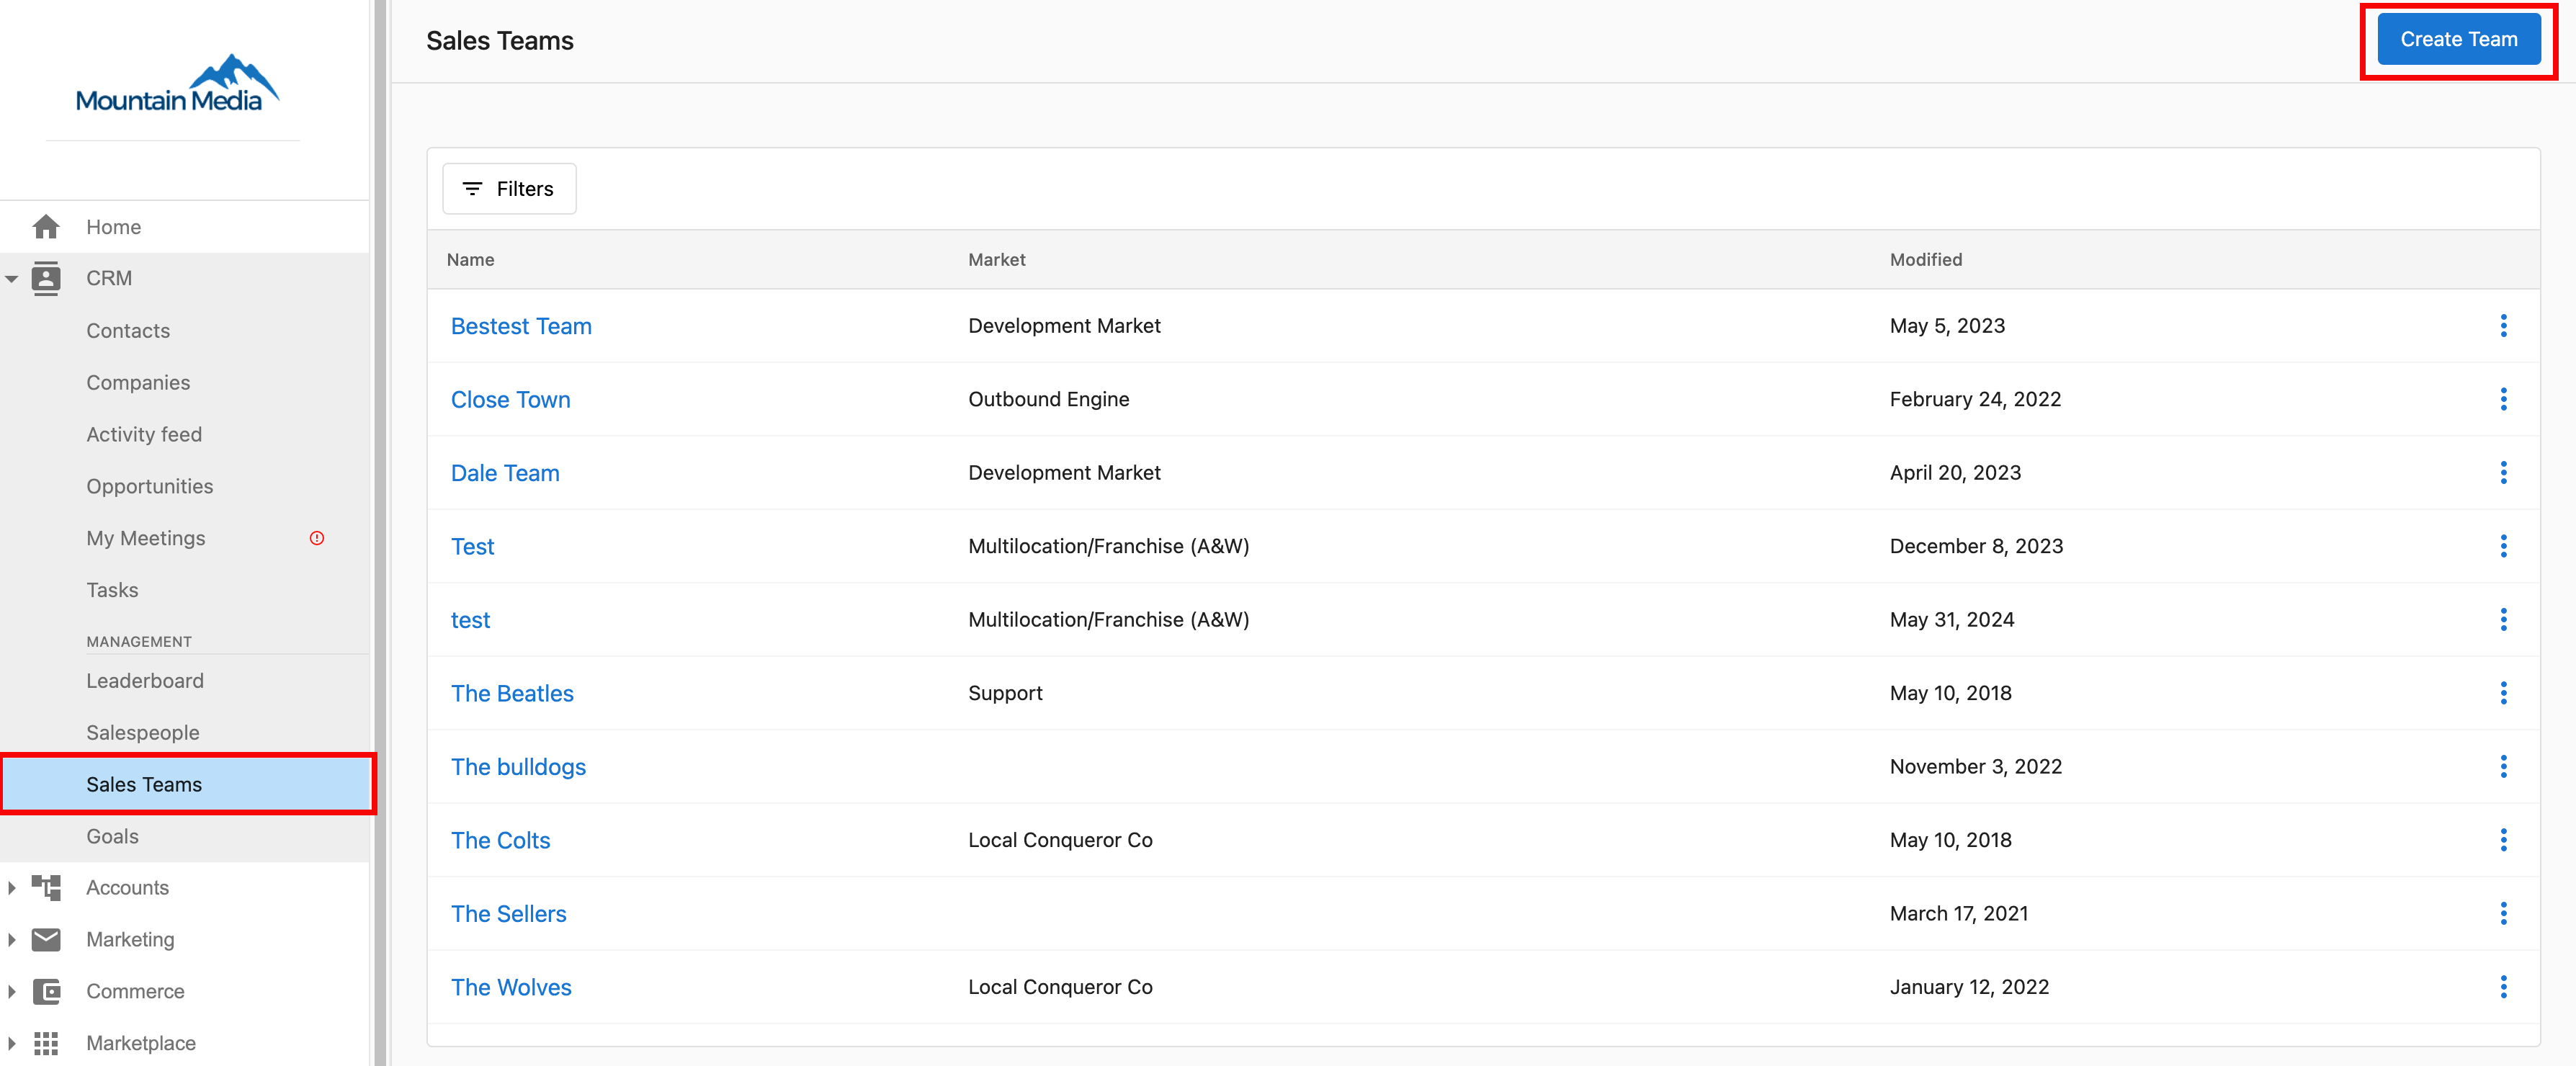 Mountain Media
Home
CRM
Contacts
Companies
Activity feed
Opportunities
My Meetings
Tasks
MANAGEMENT
Leaderboard
Salespeople
Sales Teams
Goals
Accounts
Marketing
Commerce
Marketplace
Sales Teams
Create Team
Filters
Name Market Modified
Bestest Team Development Market May 5, 2023
Close Town Outbound Engine February 24, 2022
Dale Team Development Market April 20, 2023
Test Multilocation/Franchise (A&W) December 8, 2023
test Multilocation/Franchise (A&W) May 31, 2024
The Beatles Support May 10, 2018
The bulldogs November 3, 2022
The Colts Local Conqueror Co May 10, 2018
The Sellers March 17, 2021
The Wolves Local Conqueror Co January 12, 2022